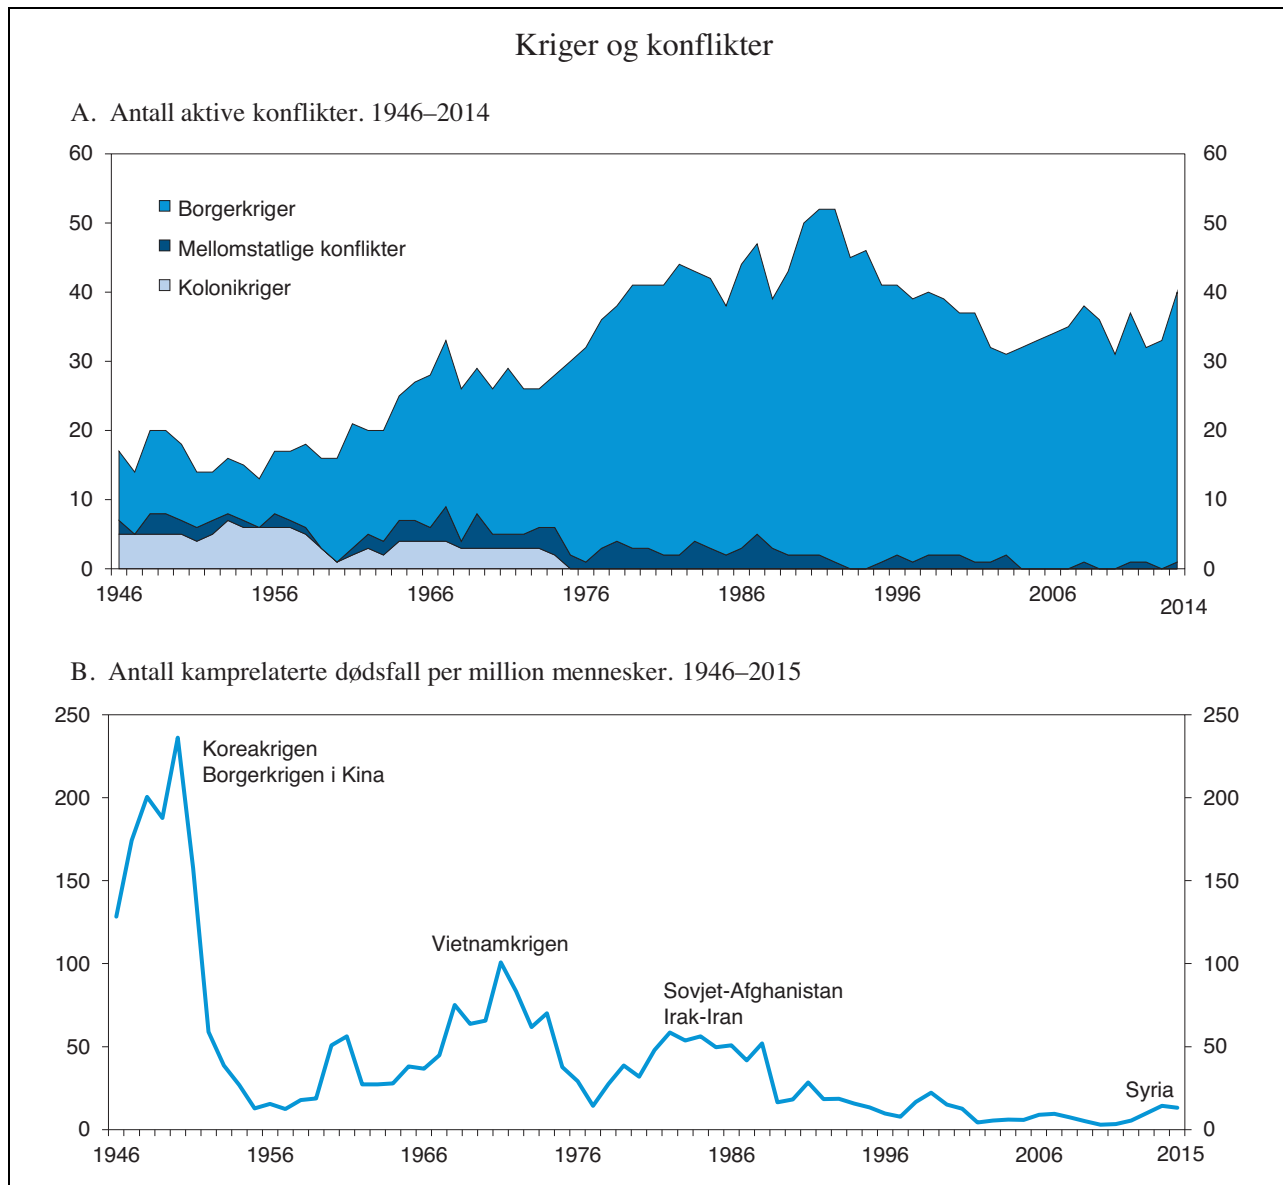 Kriger og konflikter
A. Antall aktive konflikter. 1946–2014
60 60
50 50
40 40
30 30
20 20
10 10
0 0
Borgerkriger
Mellomstatlige konflikter
Kolonikriger
1946 1956 1966 1976 1986 1996 2006 2014
B. Antall kamprelaterte dødsfall per million mennesker. 1946–2015
250 250
200 200
150 150
100 100
50 50
0 0
Koreakrigen
Borgerkrigen i Kina
Vietnamkrigen
Sovjet-Afghanistan
Irak-Iran
Syria
1946 1956 1966 1976 1986 1996 2006 2015